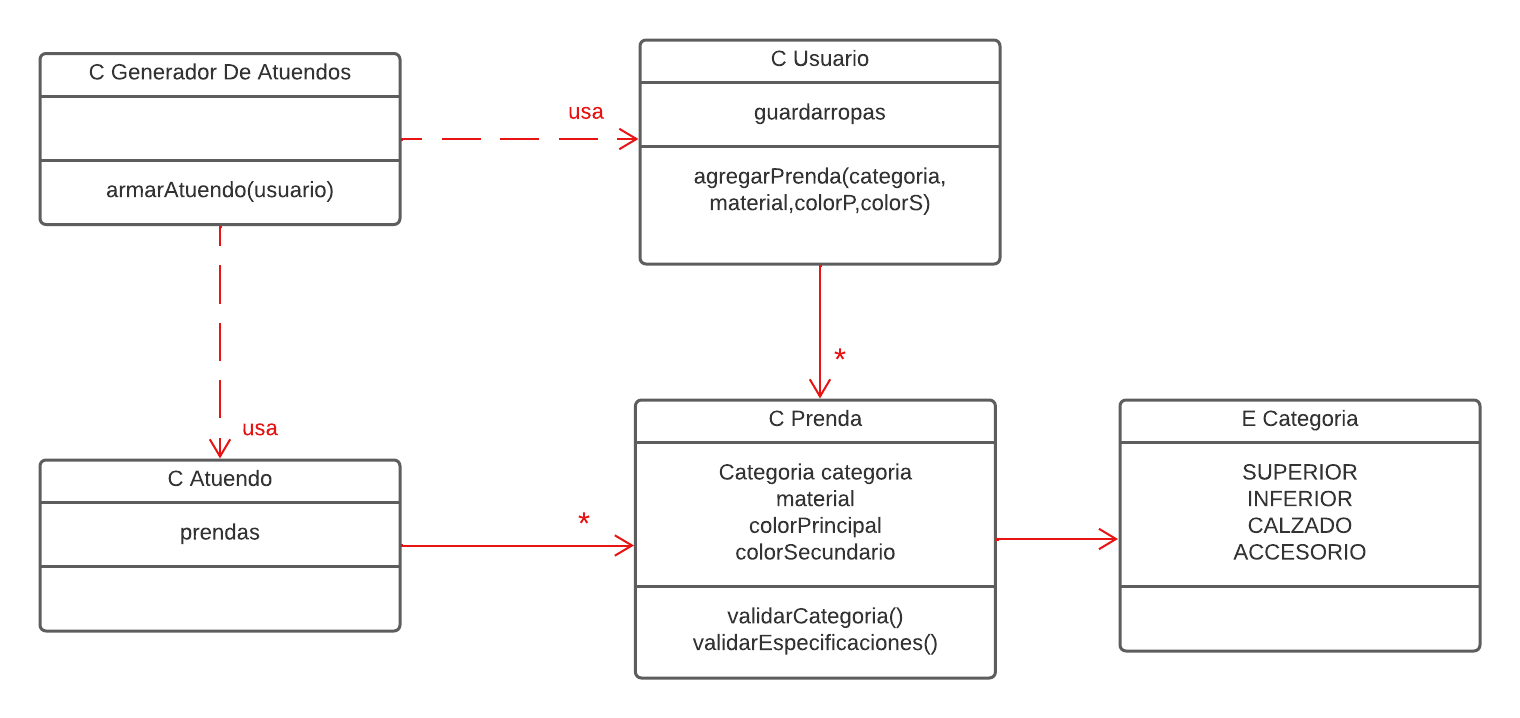 C Generador De Atuendos
armarAtuendo(usuario)
usa
C Usuario
guardarropas
agregarPrenda(categoria,
material,colorP,colorS)
usa
*
C Atuendo
prendas
*
C Prenda
Categoria categoria
material
colorPrincipal
colorSecundario
validarCategoria()
validarEspecificaciones()
E Categoria
SUPERIOR
INFERIOR
CALZADO
ACCESORIO